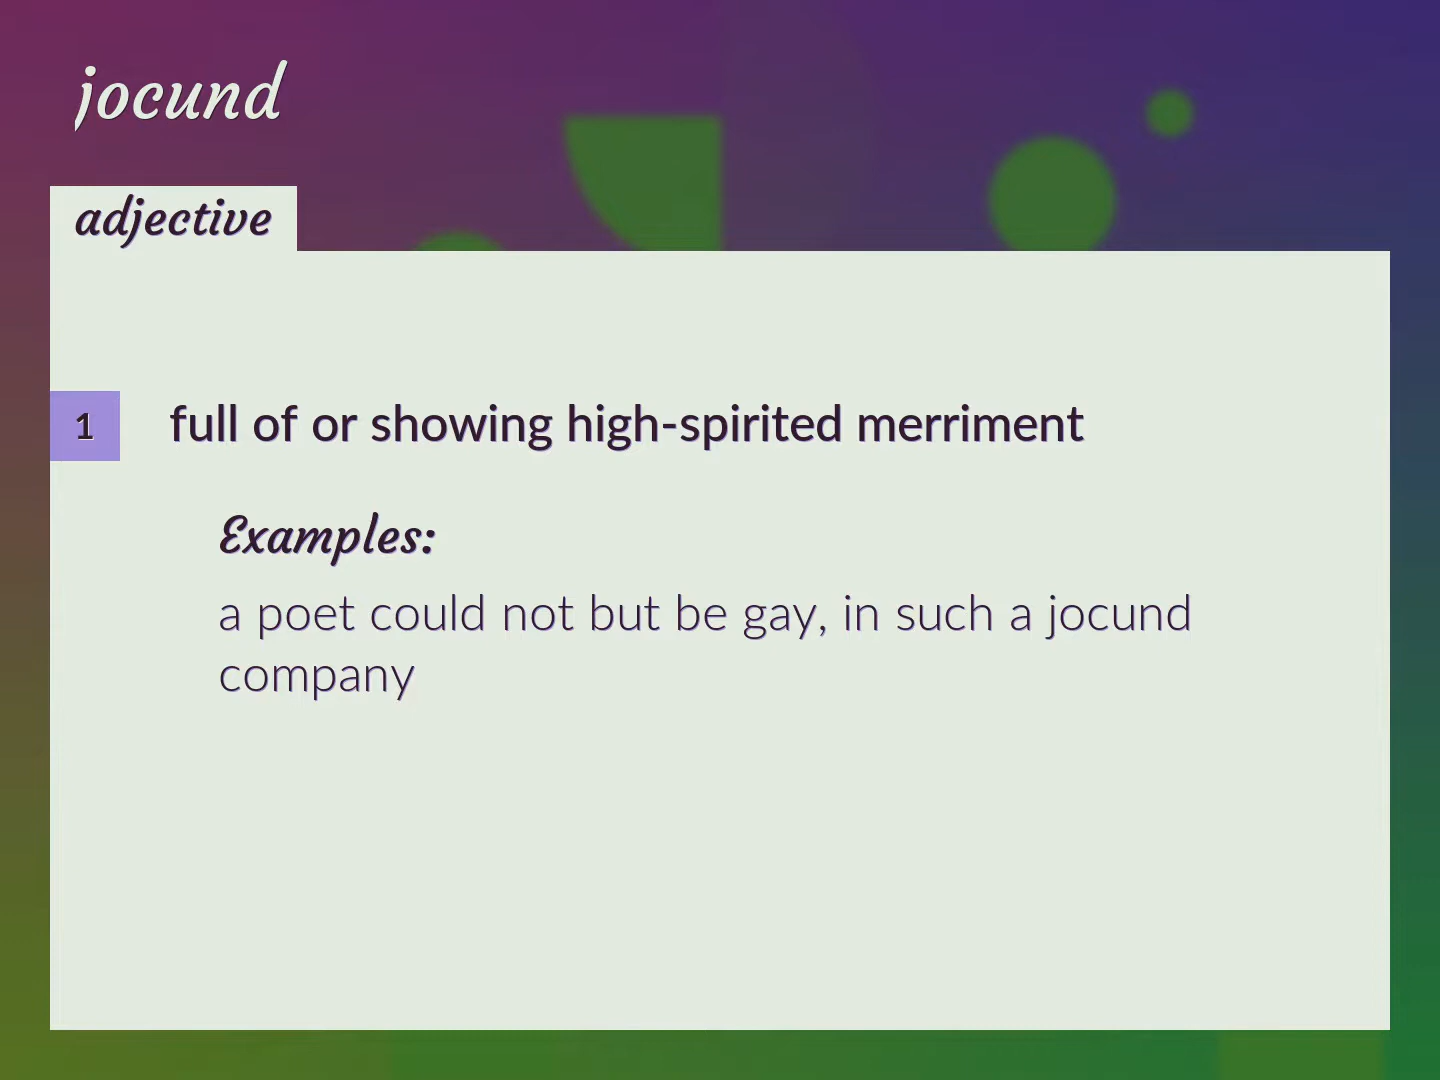 jocund
adjective
1 full of or showing high-spirited merriment
Examples:
a poet could not but be gay, in such a jocund
company